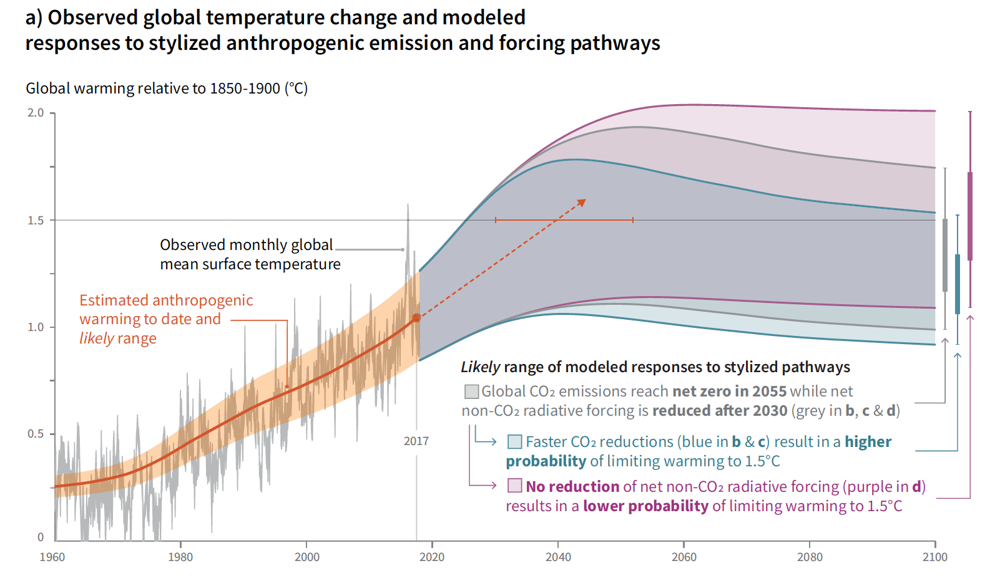 a) Observed global temperature change and modeled
responses to stylized anthropogenic emission and forcing pathways
Global warming relative to 1850-1900 (°C)
2.0
1.5
1.0
0.5
0
Observed monthly global
mean surface temperature
Estimated anthropogenic
warming to date and
likely range
2017
Likely range of modeled responses to stylized pathways
Global CO₂ emissions reach net zero in 2055 while net
non-CO₂ radiative forcing is reduced after 2030 (grey in b, c & d)
Faster CO₂ reductions (blue in b & c) result in a higher
probability of limiting warming to 1.5°C
No reduction of net non-CO₂ radiative forcing (purple in d)
results in a lower probability of limiting warming to 1.5°C
1960 1980 2000 2020 2040 2060 2080 2100